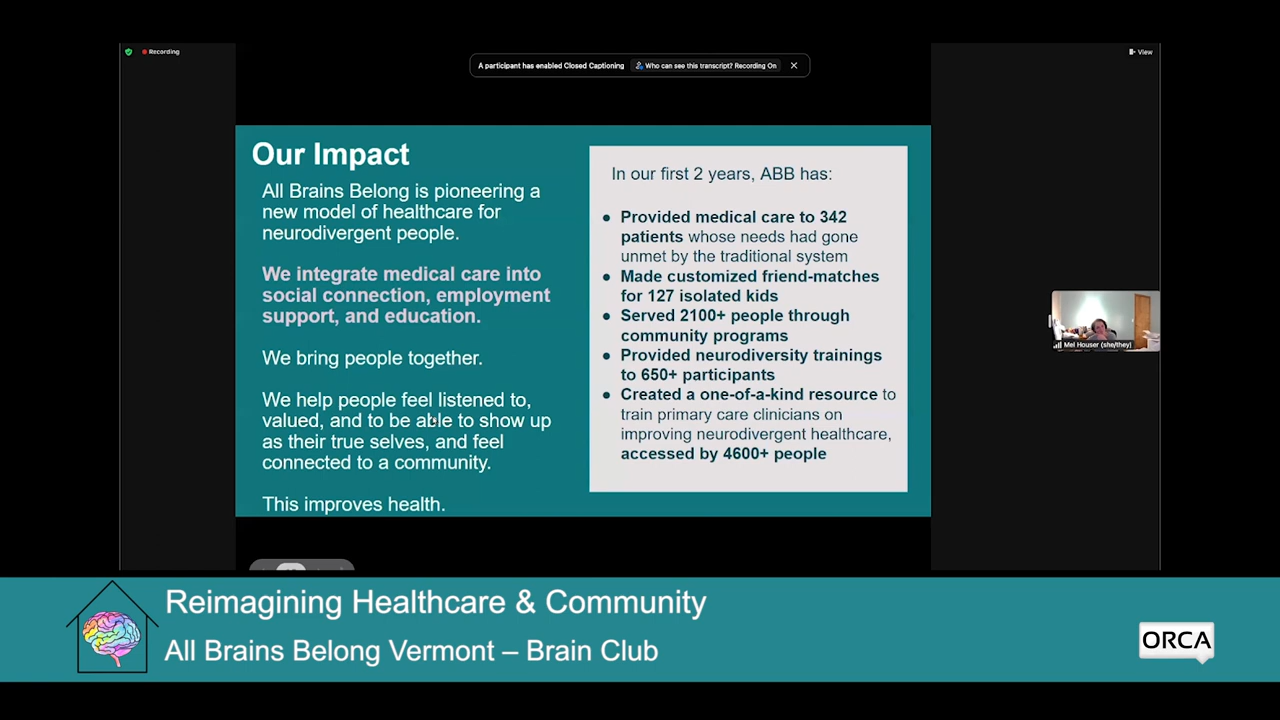 Recording
A participant has enabled Closed Captioning
Who can see this transcript? Recording On
View
Our Impact
All Brains Belong is pioneering a
new model of healthcare for
neurodivergent people.
We integrate medical care into
social connection, employment
support, and education.
We bring people together.
We help people feel listened to,
valued, and to be able to show up
as their true selves, and feel
connected to a community.
This improves health.
In our first 2 years, ABB has:
● Provided medical care to 342
patients whose needs had gone
unmet by the traditional system
● Made customized friend-matches
for 127 isolated kids
● Served 2100+ people through
community programs
● Provided neurodiversity trainings
to 650+ participants
● Created a one-of-a-kind resource to
train primary care clinicians on
improving neurodivergent healthcare,
accessed by 4600+ people
Mel Houser (she/they)
Reimagining Healthcare & Community
All Brains Belong Vermont – Brain Club
ORCA